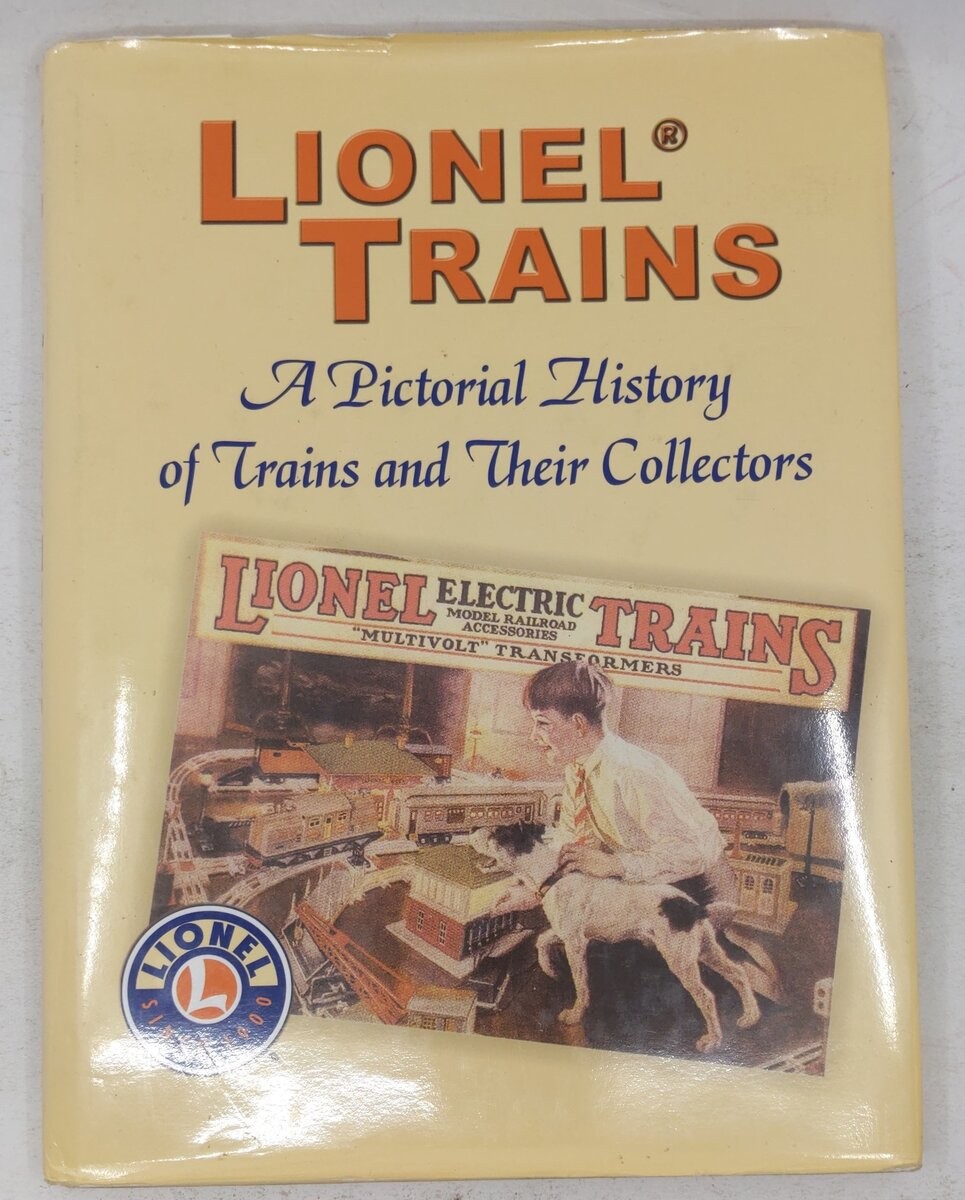 LIONEL®
TRAINS
A Pictorial History
of Trains and Their Collectors
LIONEL ELECTRIC TRAINS
MODEL RAILROAD
ACCESSORIES
"MULTIVOLT" TRANSFORMERS
LIONEL
L